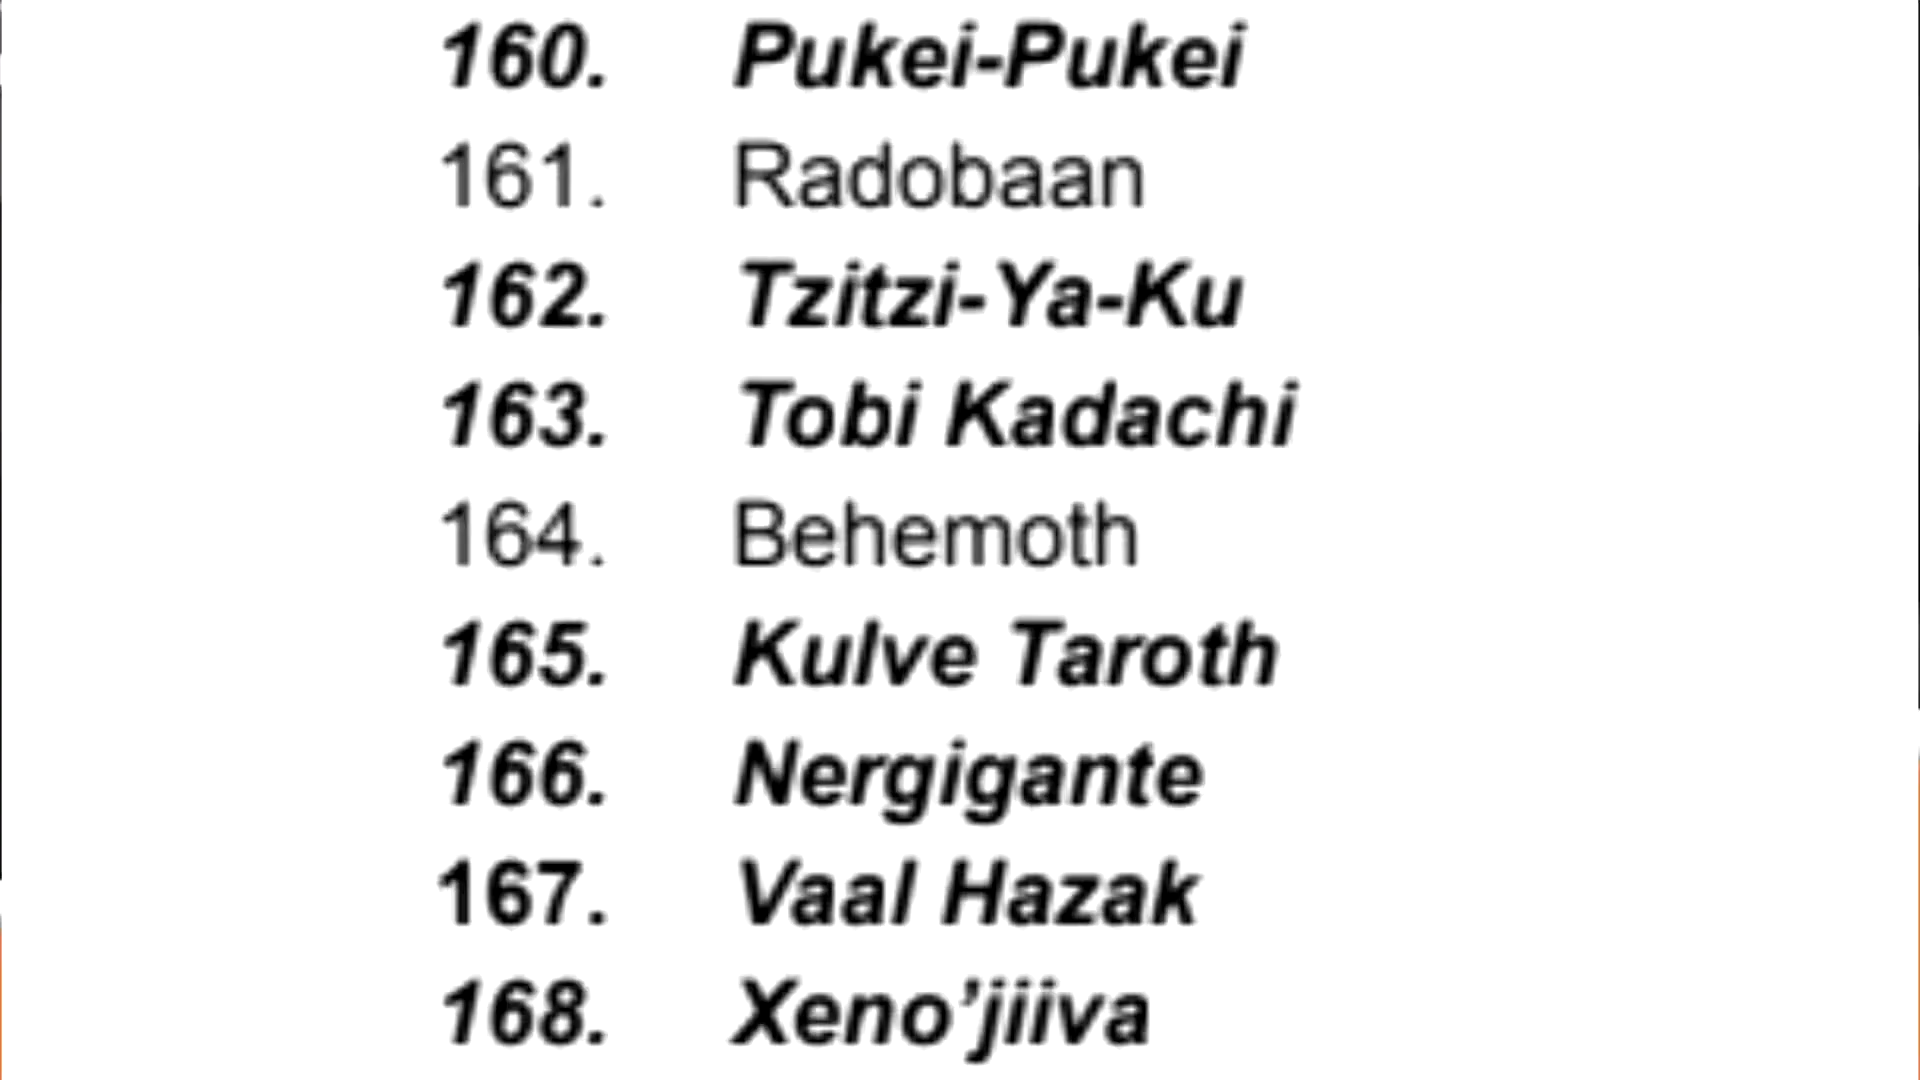 160. Pukei-Pukei
161. Radobaan
162. Tzitzi-Ya-Ku
163. Tobi Kadachi
164. Behemoth
165. Kulve Taroth
166. Nergigante
167. Vaal Hazak
168. Xeno’jiiva